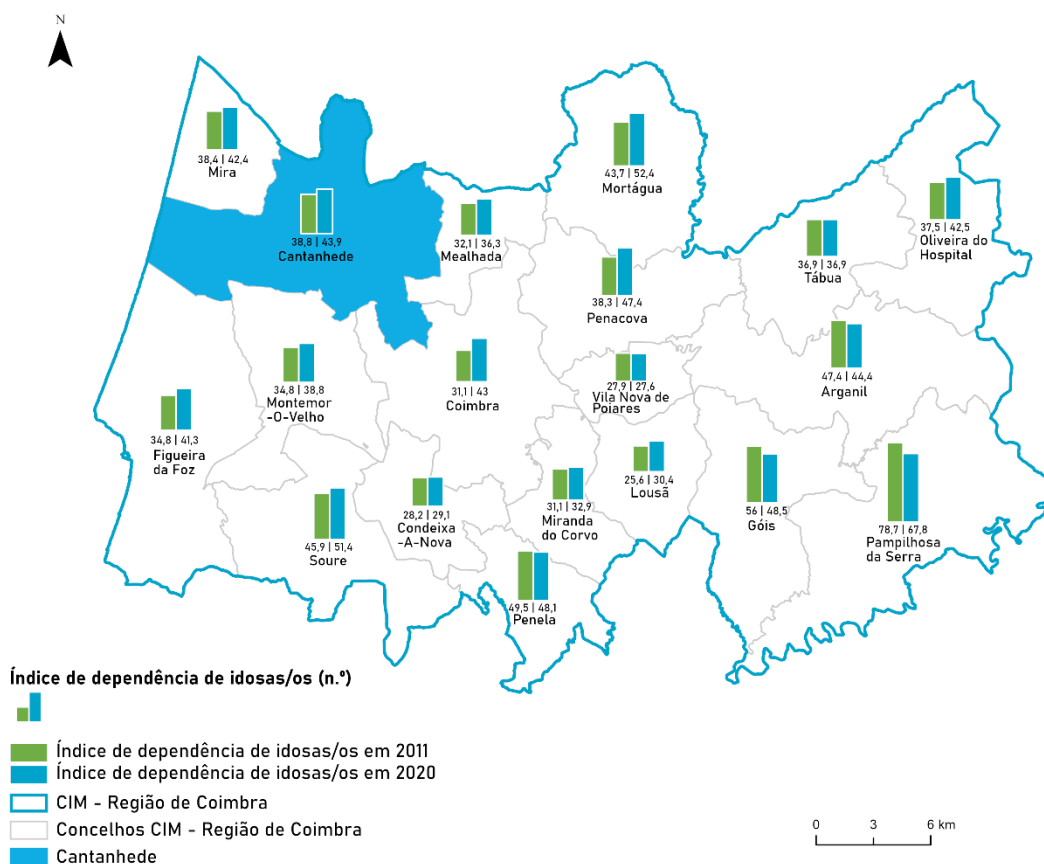 N
38,4 | 42,4
Mira
38,8 | 43,9
Cantanhede
32,1 | 36,3
Mealhada
43,7 | 52,4
Mortágua
37,5 | 42,5
Oliveira do
Hospital
36,9 | 36,9
Tábua
38,3 | 47,4
Penacova
47,4 | 44,4
Arganil
34,8 | 38,8
Montemor
-O-Velho
31,1 | 43
Coimbra
27,9 | 27,6
Vila Nova de
Poiares
34,8 | 41,3
Figueira
da Foz
25,6 | 30,4
Lousã
28,2 | 29,1
Condeixa
-A-Nova
31,1 | 32,9
Miranda
do Corvo
56 | 48,5
Góis
78,7 | 67,8
Pampilhosa
da Serra
45,9 | 51,4
Soure
49,5 | 48,1
Penela
Índice de dependência de idosas/os (n.º)
Índice de dependência de idosas/os em 2011
Índice de dependência de idosas/os em 2020
CIM - Região de Coimbra
Concelhos CIM - Região de Coimbra
Cantanhede
0 3 6 km